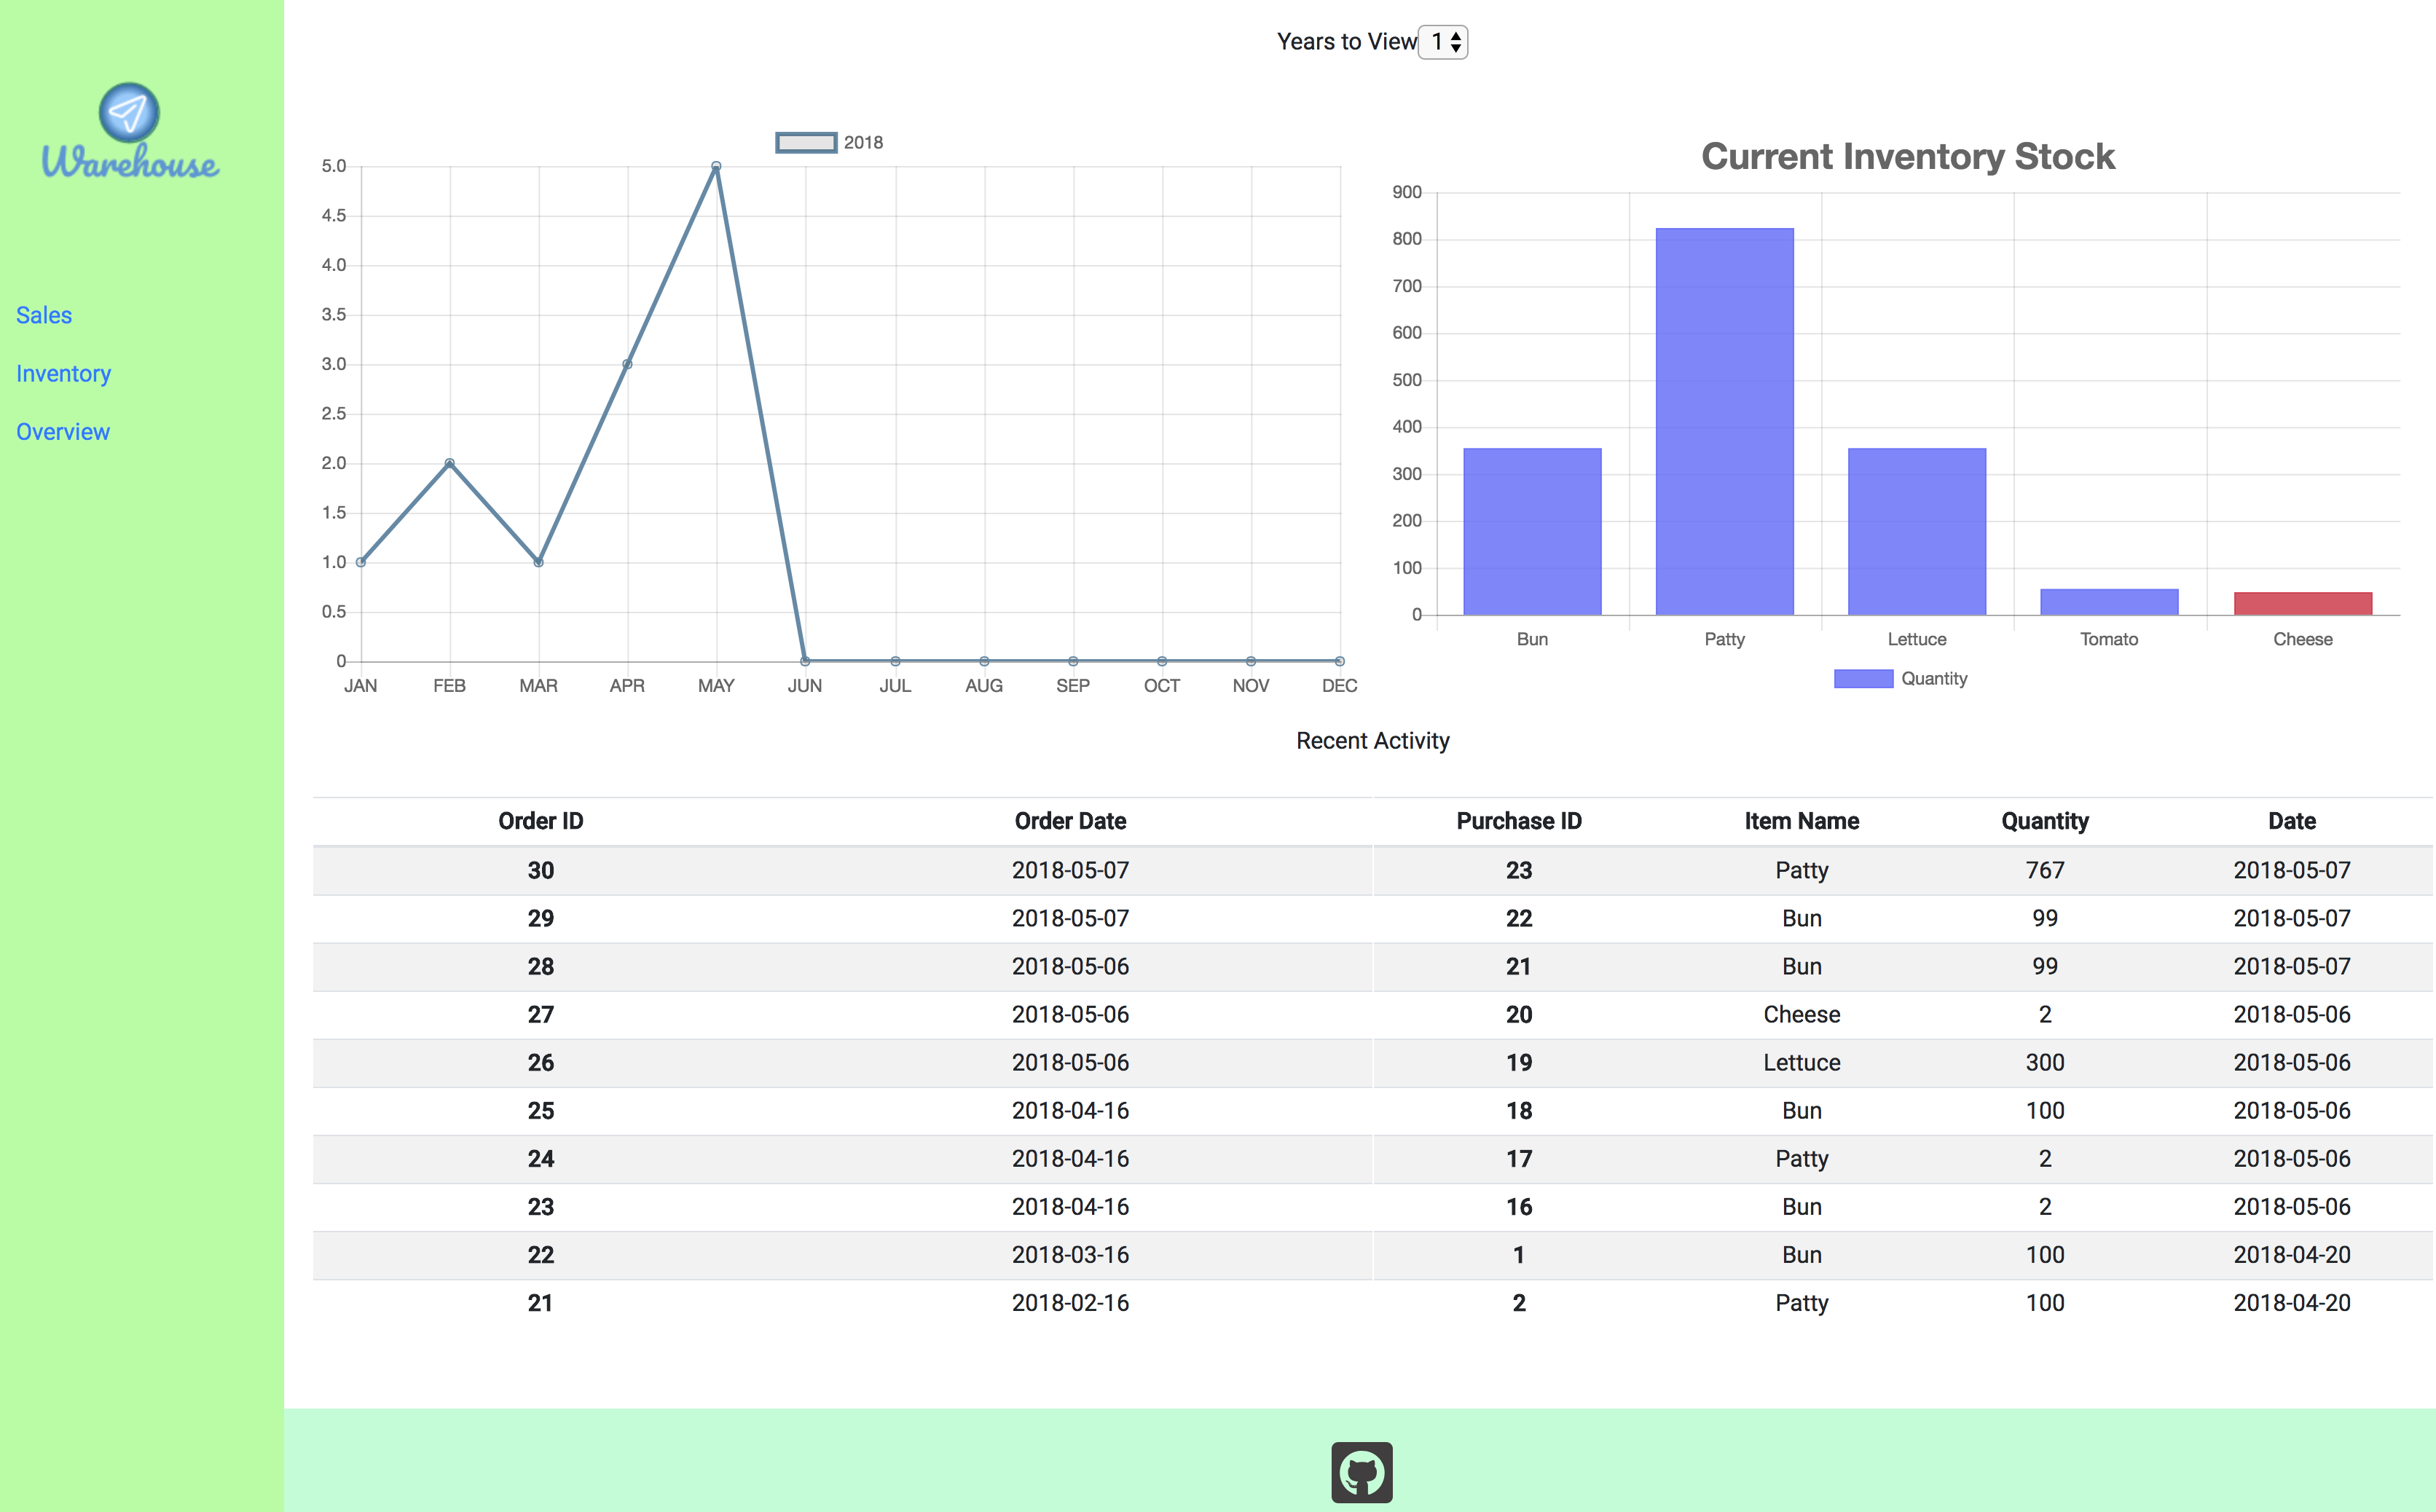 Warehouse
Sales
Inventory
Overview
Years to View 1
2018
5.0
4.5
4.0
3.5
3.0
2.5
2.0
1.5
1.0
0.5
0
JAN FEB MAR APR MAY JUN JUL AUG SEP OCT NOV DEC
Current Inventory Stock
900
800
700
600
500
400
300
200
100
0
Bun Patty Lettuce Tomato Cheese
Quantity
Recent Activity
Order ID Order Date
30 2018-05-07
29 2018-05-07
28 2018-05-06
27 2018-05-06
26 2018-05-06
25 2018-04-16
24 2018-04-16
23 2018-04-16
22 2018-03-16
21 2018-02-16
Purchase ID Item Name Quantity Date
23 Patty 767 2018-05-07
22 Bun 99 2018-05-07
21 Bun 99 2018-05-07
20 Cheese 2 2018-05-06
19 Lettuce 300 2018-05-06
18 Bun 100 2018-05-06
17 Patty 2 2018-05-06
16 Bun 2 2018-05-06
1 Bun 100 2018-04-20
2 Patty 100 2018-04-20